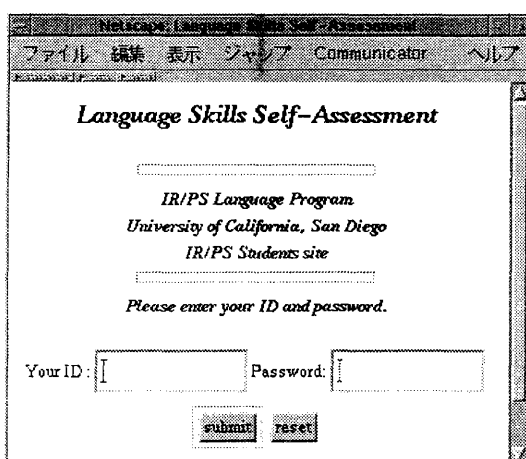 Netscape: Language Skills Self-Assessment
ファイル 編集 表示 ジャンプ Communicator ヘルプ
Language Skills Self-Assessment
IR/PS Language Program
University of California, San Diego
IR/PS Students site
Please enter your ID and password.
Your ID : Password:
submit reset